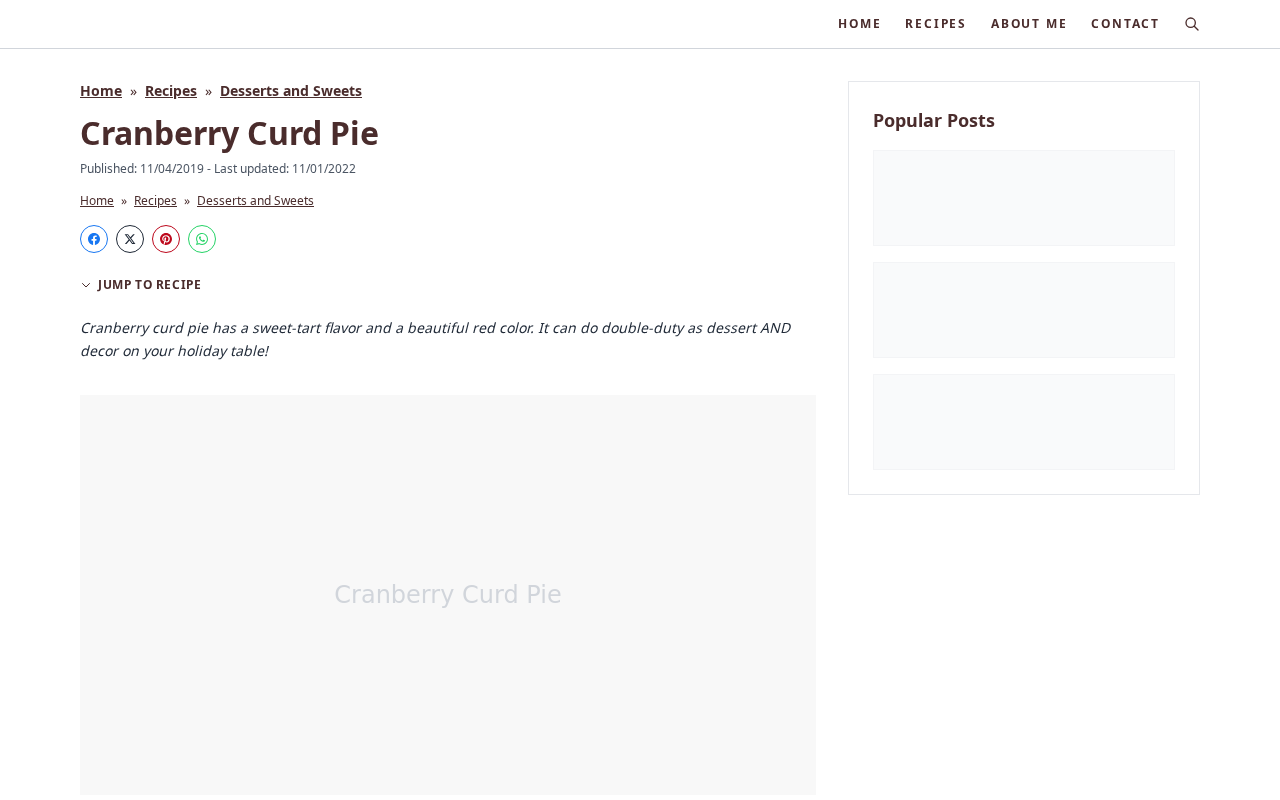 HOME RECIPES ABOUT ME CONTACT
Home » Recipes » Desserts and Sweets
Cranberry Curd Pie
Published: 11/04/2019 - Last updated: 11/01/2022
Home » Recipes » Desserts and Sweets
JUMP TO RECIPE
Cranberry curd pie has a sweet-tart flavor and a beautiful red color. It can do double-duty as dessert AND
decor on your holiday table!
Cranberry Curd Pie
Popular Posts